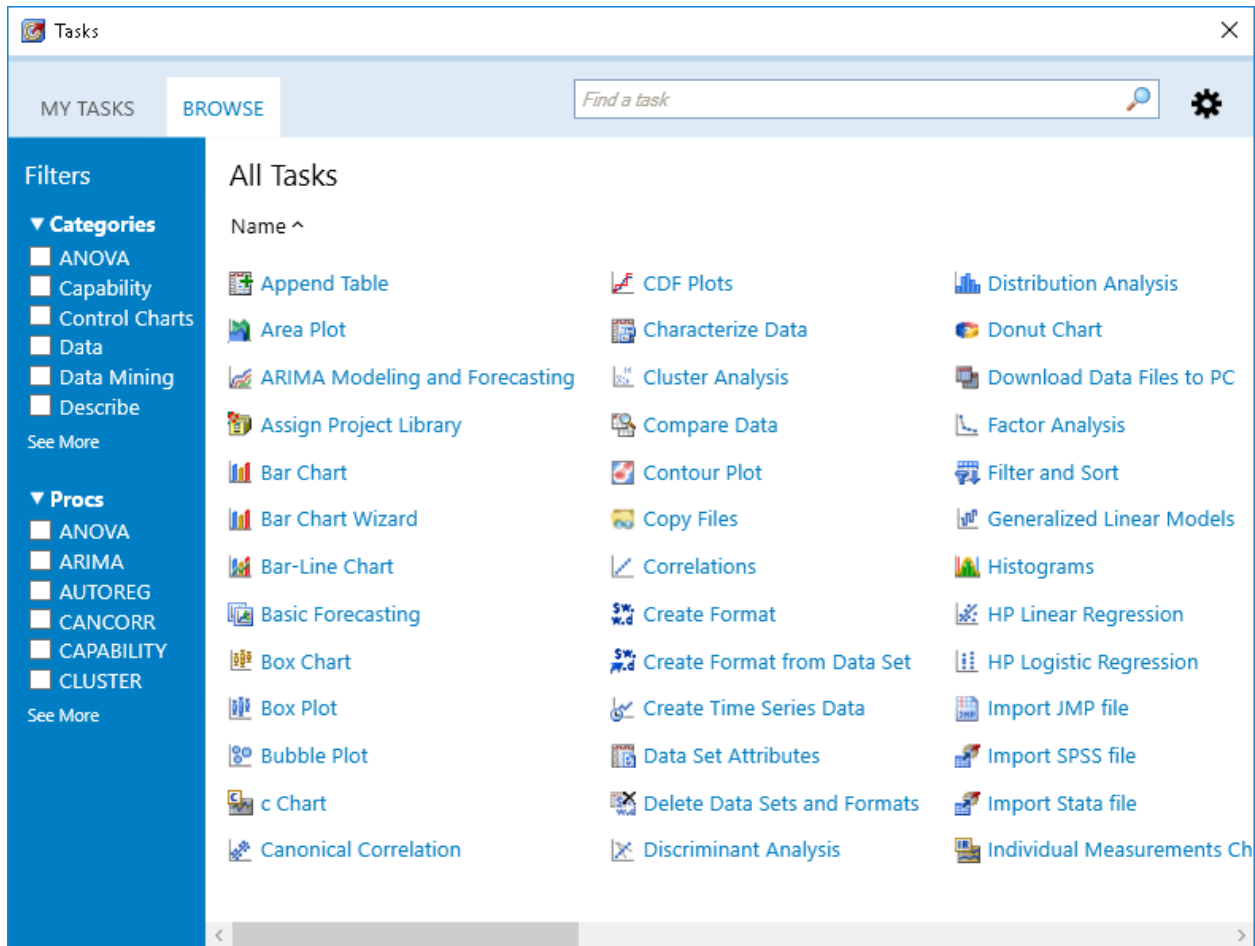 Tasks
MY TASKS
BROWSE
Find a task
Filters
Categories
ANOVA
Capability
Control Charts
Data
Data Mining
Describe
See More
Procs
ANOVA
ARIMA
AUTOREG
CANCORR
CAPABILITY
CLUSTER
See More
All Tasks
Name
Append Table
Area Plot
ARIMA Modeling and Forecasting
Assign Project Library
Bar Chart
Bar Chart Wizard
Bar-Line Chart
Basic Forecasting
Box Chart
Box Plot
Bubble Plot
c Chart
Canonical Correlation
CDF Plots
Characterize Data
Cluster Analysis
Compare Data
Contour Plot
Copy Files
Correlations
Create Format
Create Format from Data Set
Create Time Series Data
Data Set Attributes
Delete Data Sets and Formats
Discriminant Analysis
Distribution Analysis
Donut Chart
Download Data Files to PC
Factor Analysis
Filter and Sort
Generalized Linear Models
Histograms
HP Linear Regression
HP Logistic Regression
Import JMP file
Import SPSS file
Import Stata file
Individual Measurements Ch